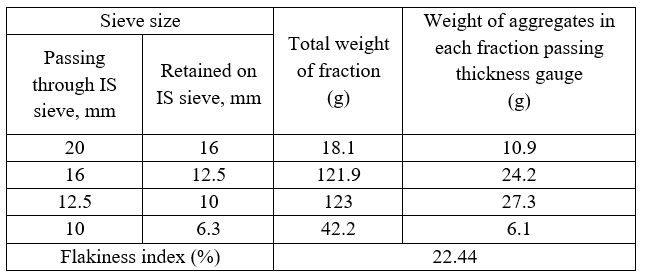 Sieve size
Passing
through IS
sieve, mm
Retained on
IS sieve, mm
Total weight
of fraction
(g)
Weight of aggregates in
each fraction passing
thickness gauge
(g)
20 16 18.1 10.9
16 12.5 121.9 24.2
12.5 10 123 27.3
10 6.3 42.2 6.1
Flakiness index (%) 22.44